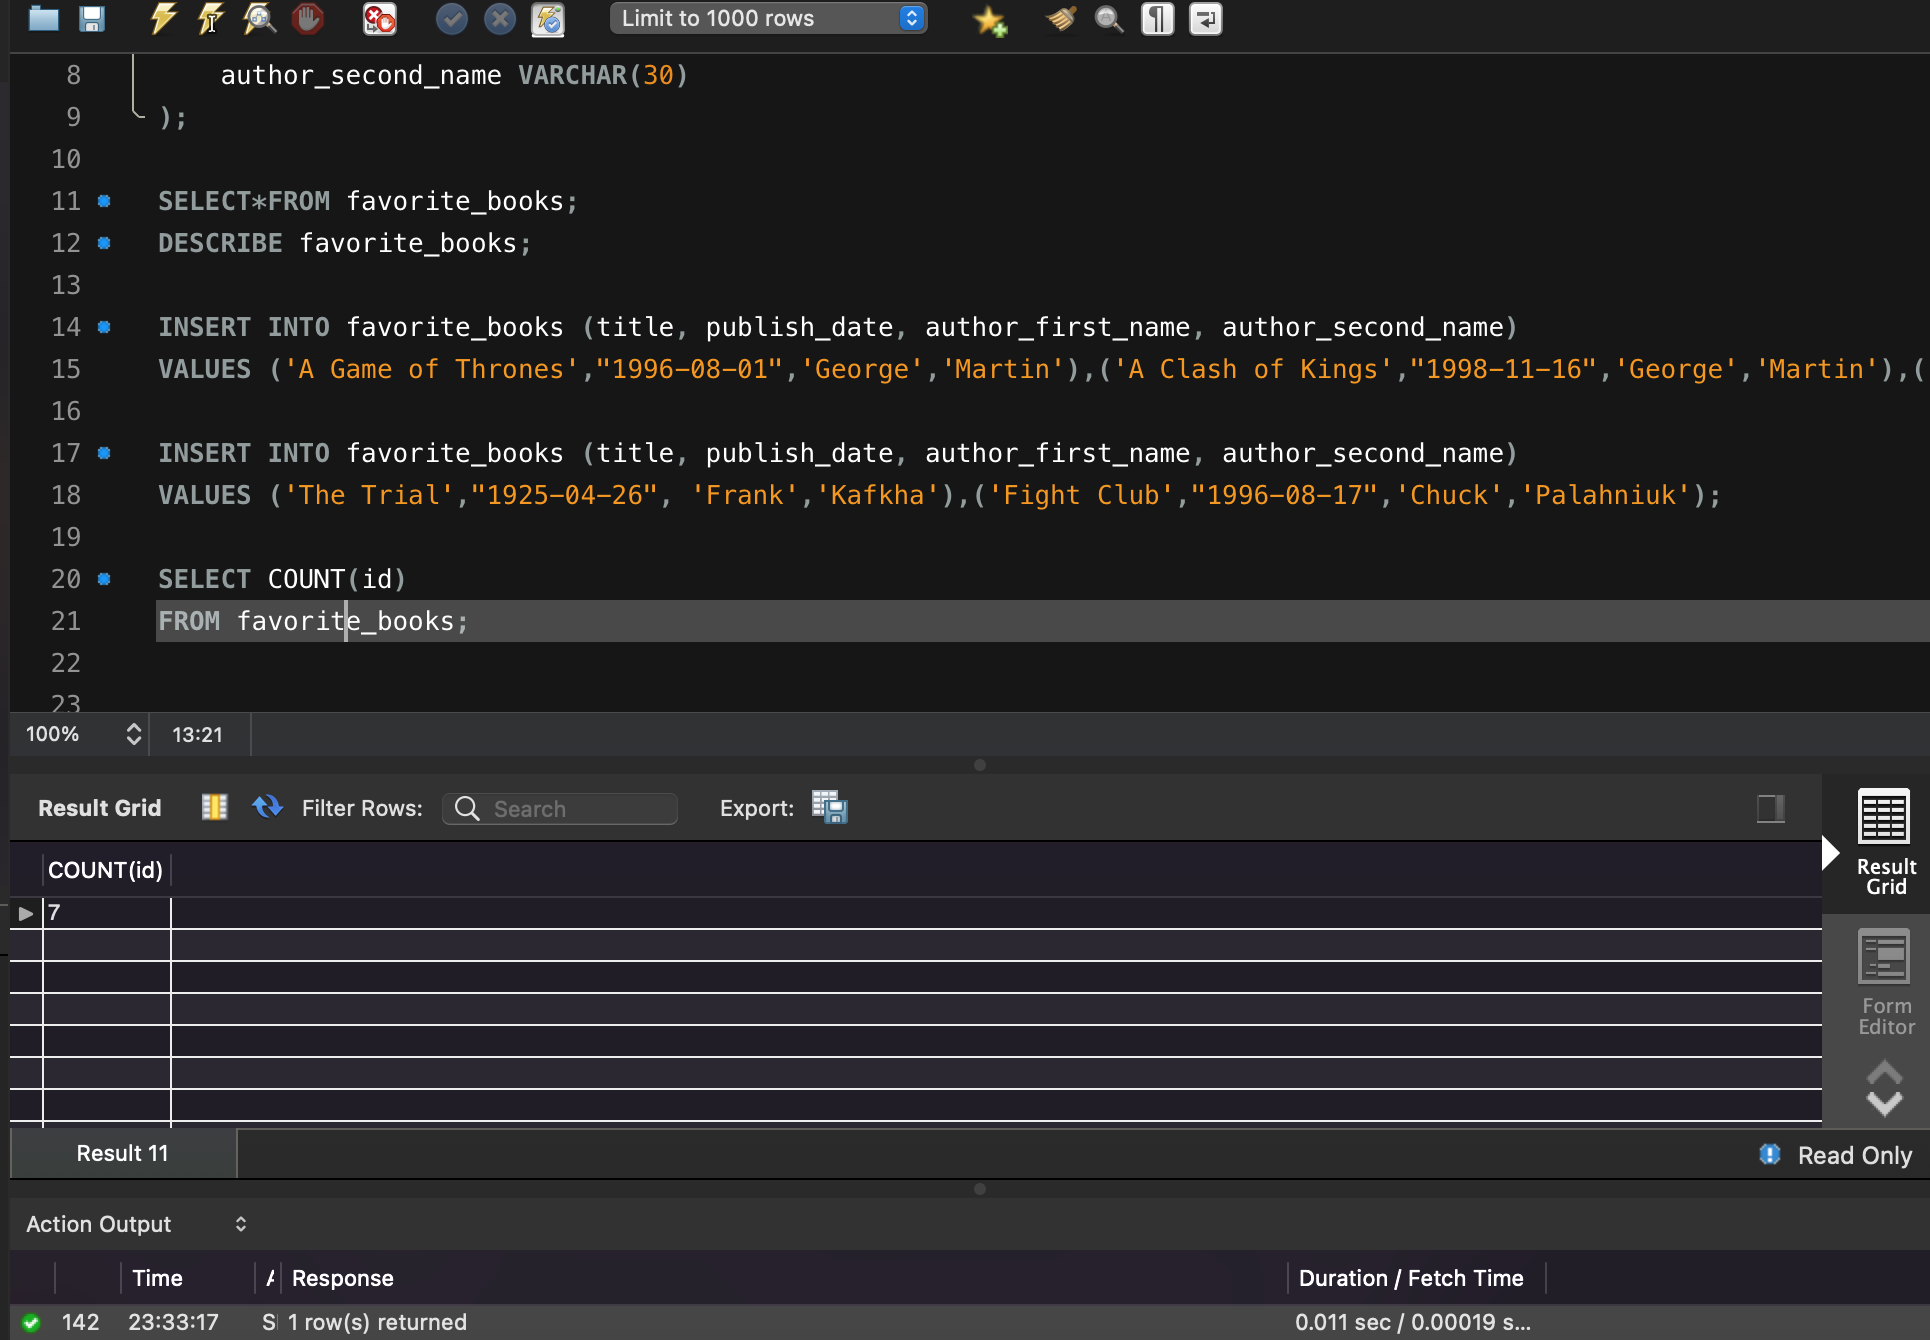 Limit to 1000 rows
8 author_second_name VARCHAR(30)
9 );
10
11 SELECT*FROM favorite_books;
12 DESCRIBE favorite_books;
13
14 INSERT INTO favorite_books (title, publish_date, author_first_name, author_second_name)
15 VALUES ('A Game of Thrones',"1996-08-01",'George','Martin'),('A Clash of Kings',"1998-11-16",'George','Martin'),(
16
17 INSERT INTO favorite_books (title, publish_date, author_first_name, author_second_name)
18 VALUES ('The Trial',"1925-04-26", 'Frank','Kafkha'),('Fight Club',"1996-08-17",'Chuck','Palahniuk');
19
20 SELECT COUNT(id)
21 FROM favorite_books;
22
23
100% 13:21
Result Grid Filter Rows: Search Export:
COUNT(id)
7
Result Grid
Form Editor
Result 11 Read Only
Action Output
Time A Response Duration / Fetch Time
142 23:33:17 S 1 row(s) returned 0.011 sec / 0.00019 s...